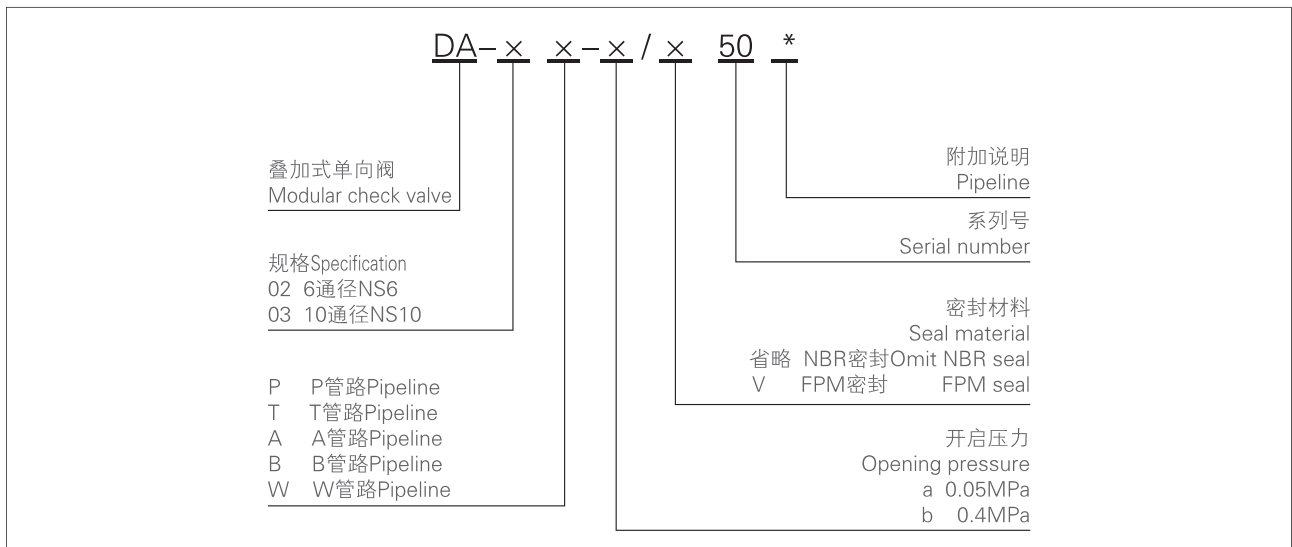 DA-× ×-×/× 50 *
叠加式单向阀
Modular check valve
规格Specification
02 6通径NS6
03 10通径NS10
P P管路Pipeline
T T管路Pipeline
A A管路Pipeline
B B管路Pipeline
W W管路Pipeline
附加说明
Pipeline
系列号
Serial number
密封材料
Seal material
省略 NBR密封Omit NBR seal
V FPM密封 FPM seal
开启压力
Opening pressure
a 0.05MPa
b 0.4MPa